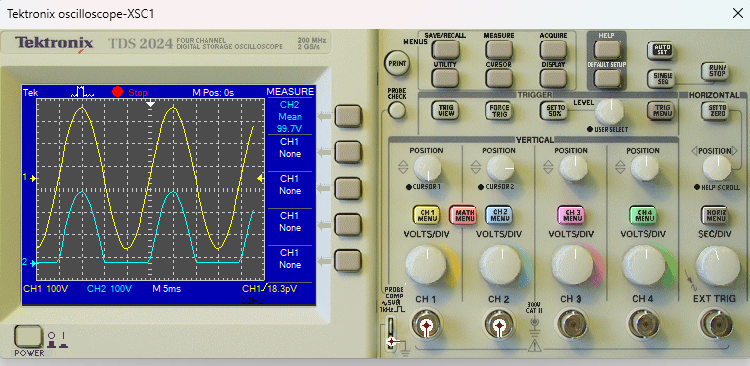 Tektronix oscilloscope-XSC1
Tektronix TDS 2024 FOUR CHANNEL DIGITAL STORAGE OSCILLOSCOPE 200 MHz 2 GS/s
Tek Stop M Pos: 0s MEASURE
CH2
Mean
99.7V
CH1
None
CH1
None
CH1
None
CH1
None
1
2
CH1 100V CH2 100V M 5ms CH1 18.3pV
POWER
PRINT
PROBE CHECK
MENUS
SAVE/RECALL MEASURE ACQUIRE
UTILITY CURSOR DISPLAY
HELP
DEFAULT SETUP
AUTO SET
SINGLE SEQ
RUN/STOP
TRIGGER
TRIG VIEW
FORCE TRIG
SET TO 50%
LEVEL
USER SELECT
TRIG MENU
HORIZONTAL
SET TO ZERO
VERTICAL
POSITION POSITION POSITION POSITION POSITION
CURSOR 1 CURSOR 2 HELP SCROLL
CH 1 MENU
MATH MENU
CH 2 MENU
CH 3 MENU
CH 4 MENU
HORIZ MENU
VOLTS/DIV VOLTS/DIV VOLTS/DIV VOLTS/DIV SEC/DIV
PROBE COMP
~5V@
1kHz
CH 1 CH 2 300V CAT II CH 3 CH 4 EXT TRIG